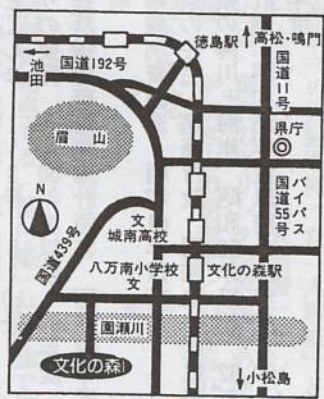 徳島駅
高松・鳴門
国道192号
池田
国道11号
眉山
県庁
N
国道55号
バイパス
文
城南高校
国道439号
八万南小学校
文
文化の森駅
園瀬川
文化の森
小松島